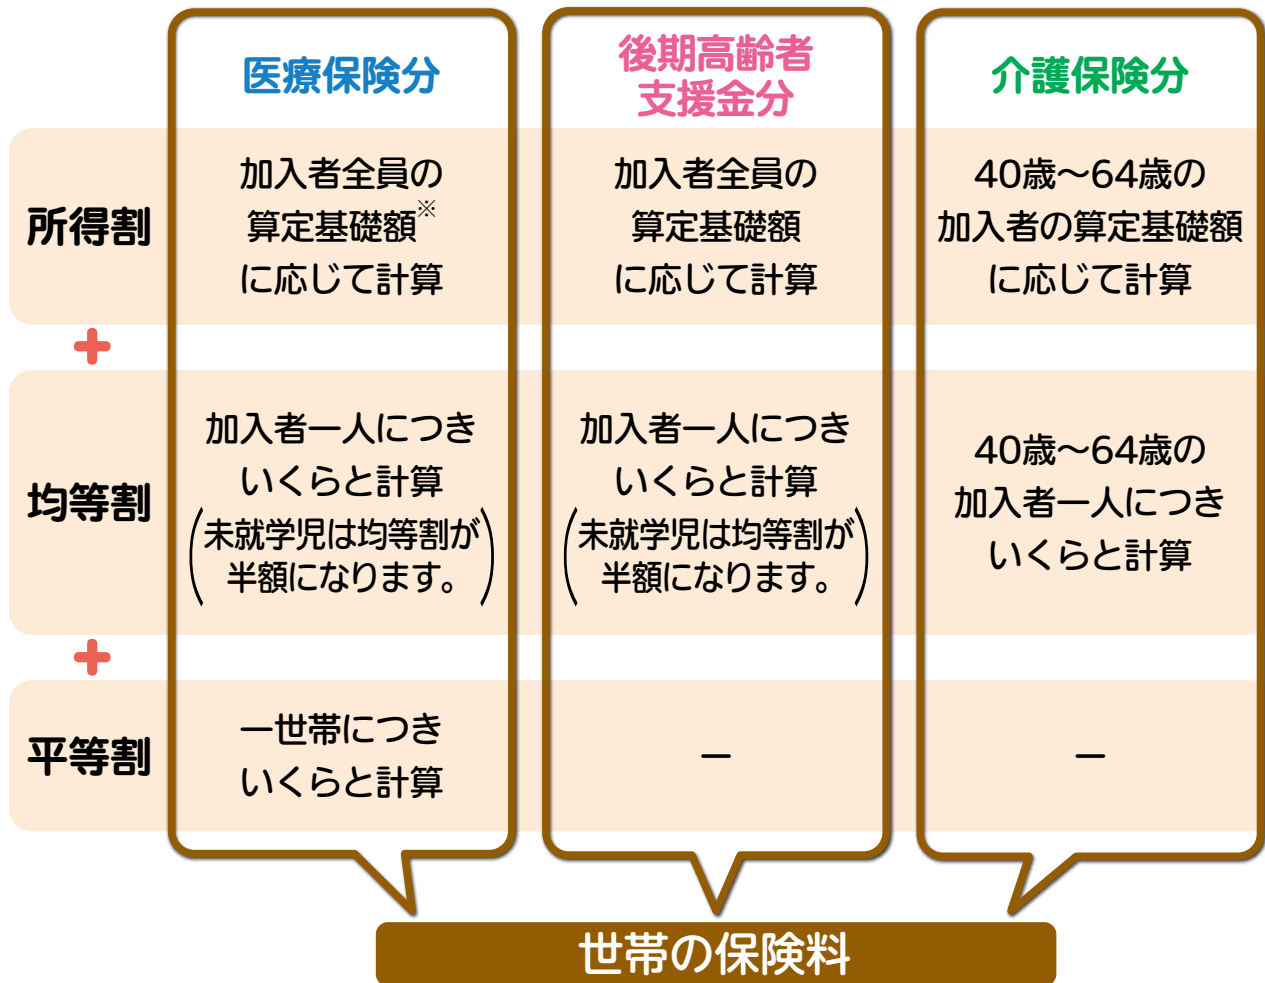 医療保険分
後期高齢者
支援金分
介護保険分
所得割
加入者全員の
算定基礎額※
に応じて計算
加入者全員の
算定基礎額
に応じて計算
40歳～64歳の
加入者の算定基礎額
に応じて計算
+
均等割
加入者一人につき
いくらと計算
(未就学児は均等割が
半額になります。)
加入者一人につき
いくらと計算
(未就学児は均等割が
半額になります。)
40歳～64歳の
加入者一人につき
いくらと計算
+
平等割
一世帯につき
いくらと計算
－
－
世帯の保険料